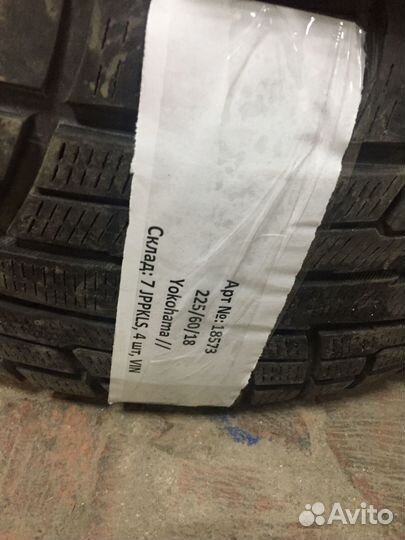 Арт №: 18573
225/60/18
Yokohama //
Склад: 7 JPPKLS, 4 шт, VIN
Avito